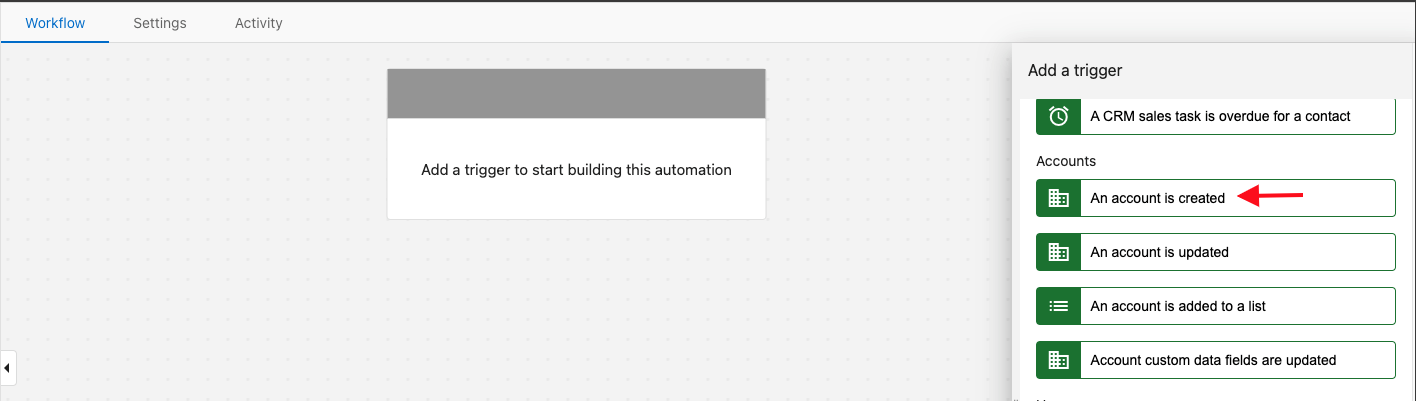 Workflow
Settings
Activity
Add a trigger to start building this automation
Add a trigger
A CRM sales task is overdue for a contact
Accounts
An account is created
An account is updated
An account is added to a list
Account custom data fields are updated